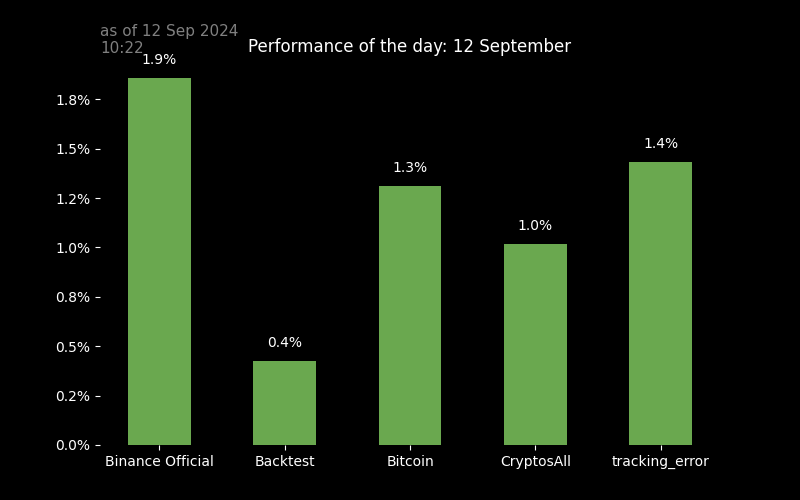 as of 12 Sep 2024
10:22
Performance of the day: 12 September
1.9%
0.4%
1.3%
1.0%
1.4%
1.8%
1.5%
1.2%
1.0%
0.8%
0.5%
0.2%
0.0%
Binance Official
Backtest
Bitcoin
CryptosAll
tracking_error